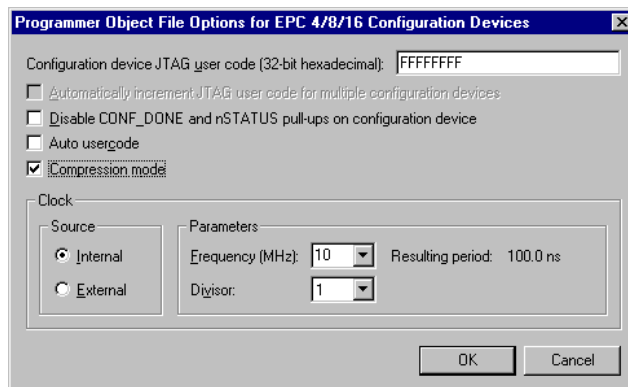 Programmer Object File Options for EPC 4/8/16 Configuration Devices
Configuration device JTAG user code (32-bit hexadecimal): FFFFFFFF
Automatically increment JTAG user code for multiple configuration devices
Disable CONF_DONE and nSTATUS pull-ups on configuration device
Auto usercode
Compression mode
Clock
Source
Internal
External
Parameters
Frequency (MHz): 10 Resulting period: 100.0 ns
Divisor: 1
OK Cancel